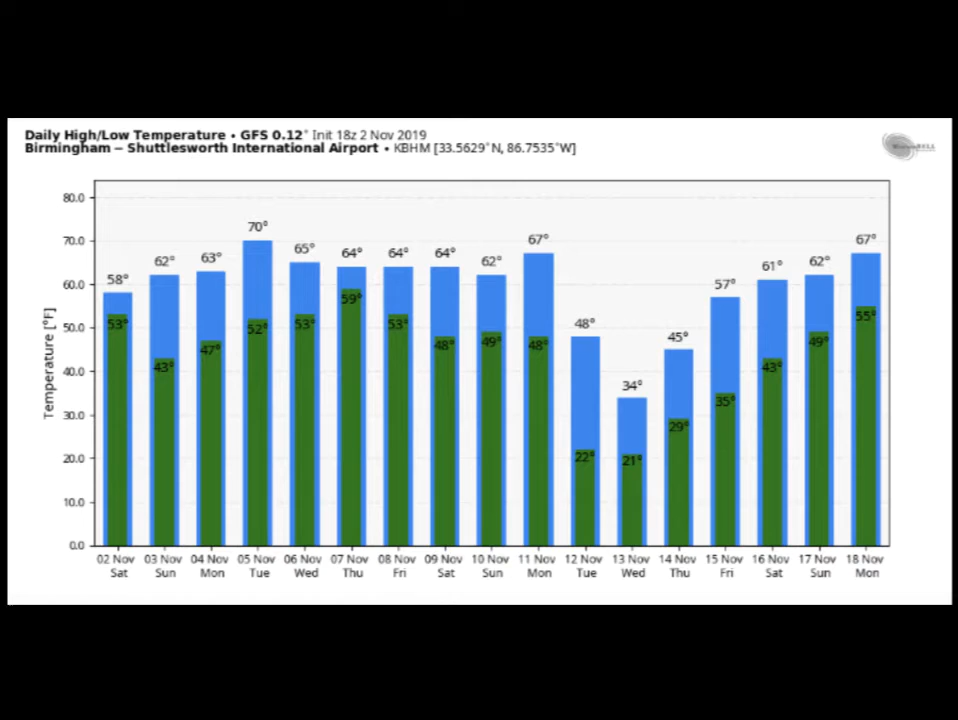 Daily High/Low Temperature • GFS 0.12° Init 18z 2 Nov 2019
Birmingham – Shuttlesworth International Airport • KBHM [33.5629°N, 86.7535°W]
Temperature [°F]
80.0
70.0
60.0
50.0
40.0
30.0
20.0
10.0
0.0
58° 62° 63° 70° 65° 64° 64° 64° 62° 67° 48° 34° 45° 57° 61° 62° 67°
53° 43° 47° 52° 53° 59° 53° 48° 49° 48° 22° 21° 29° 35° 43° 49° 55°
02 Nov 03 Nov 04 Nov 05 Nov 06 Nov 07 Nov 08 Nov 09 Nov 10 Nov 11 Nov 12 Nov 13 Nov 14 Nov 15 Nov 16 Nov 17 Nov 18 Nov
Sat Sun Mon Tue Wed Thu Fri Sat Sun Mon Tue Wed Thu Fri Sat Sun Mon